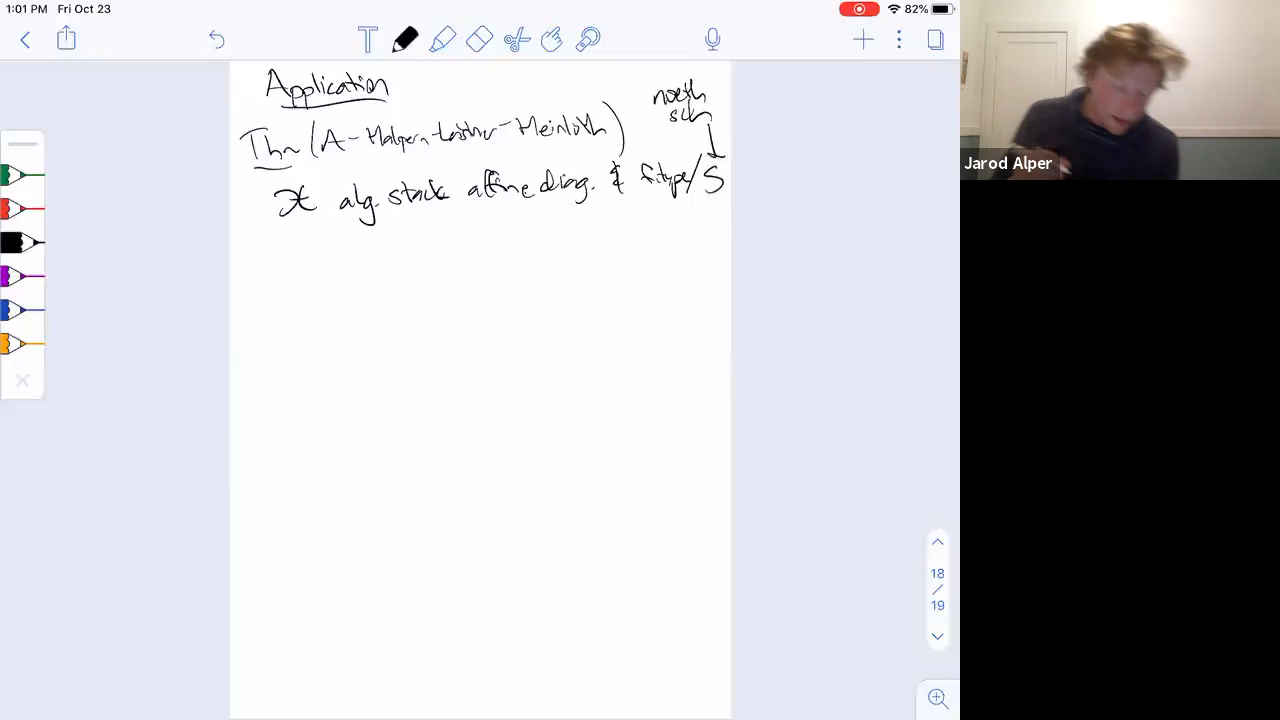 1:01 PM Fri Oct 23
82%
Application
noeth
sch
Thm (A-Halpern-Leistner-Heinloth)
X alg. stack affine diag. & f.type/S
18
/
19
Jarod Alper